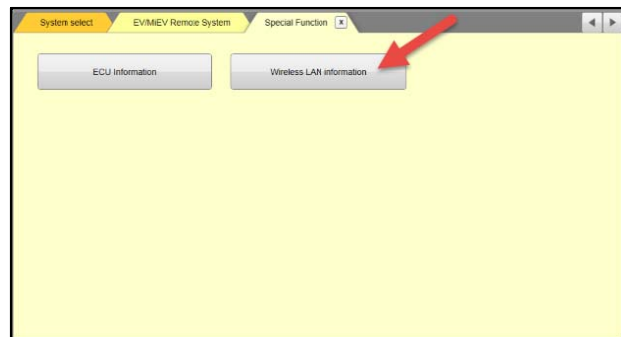 System select EV/MiEV Remote System Special Function x
ECU Information Wireless LAN information